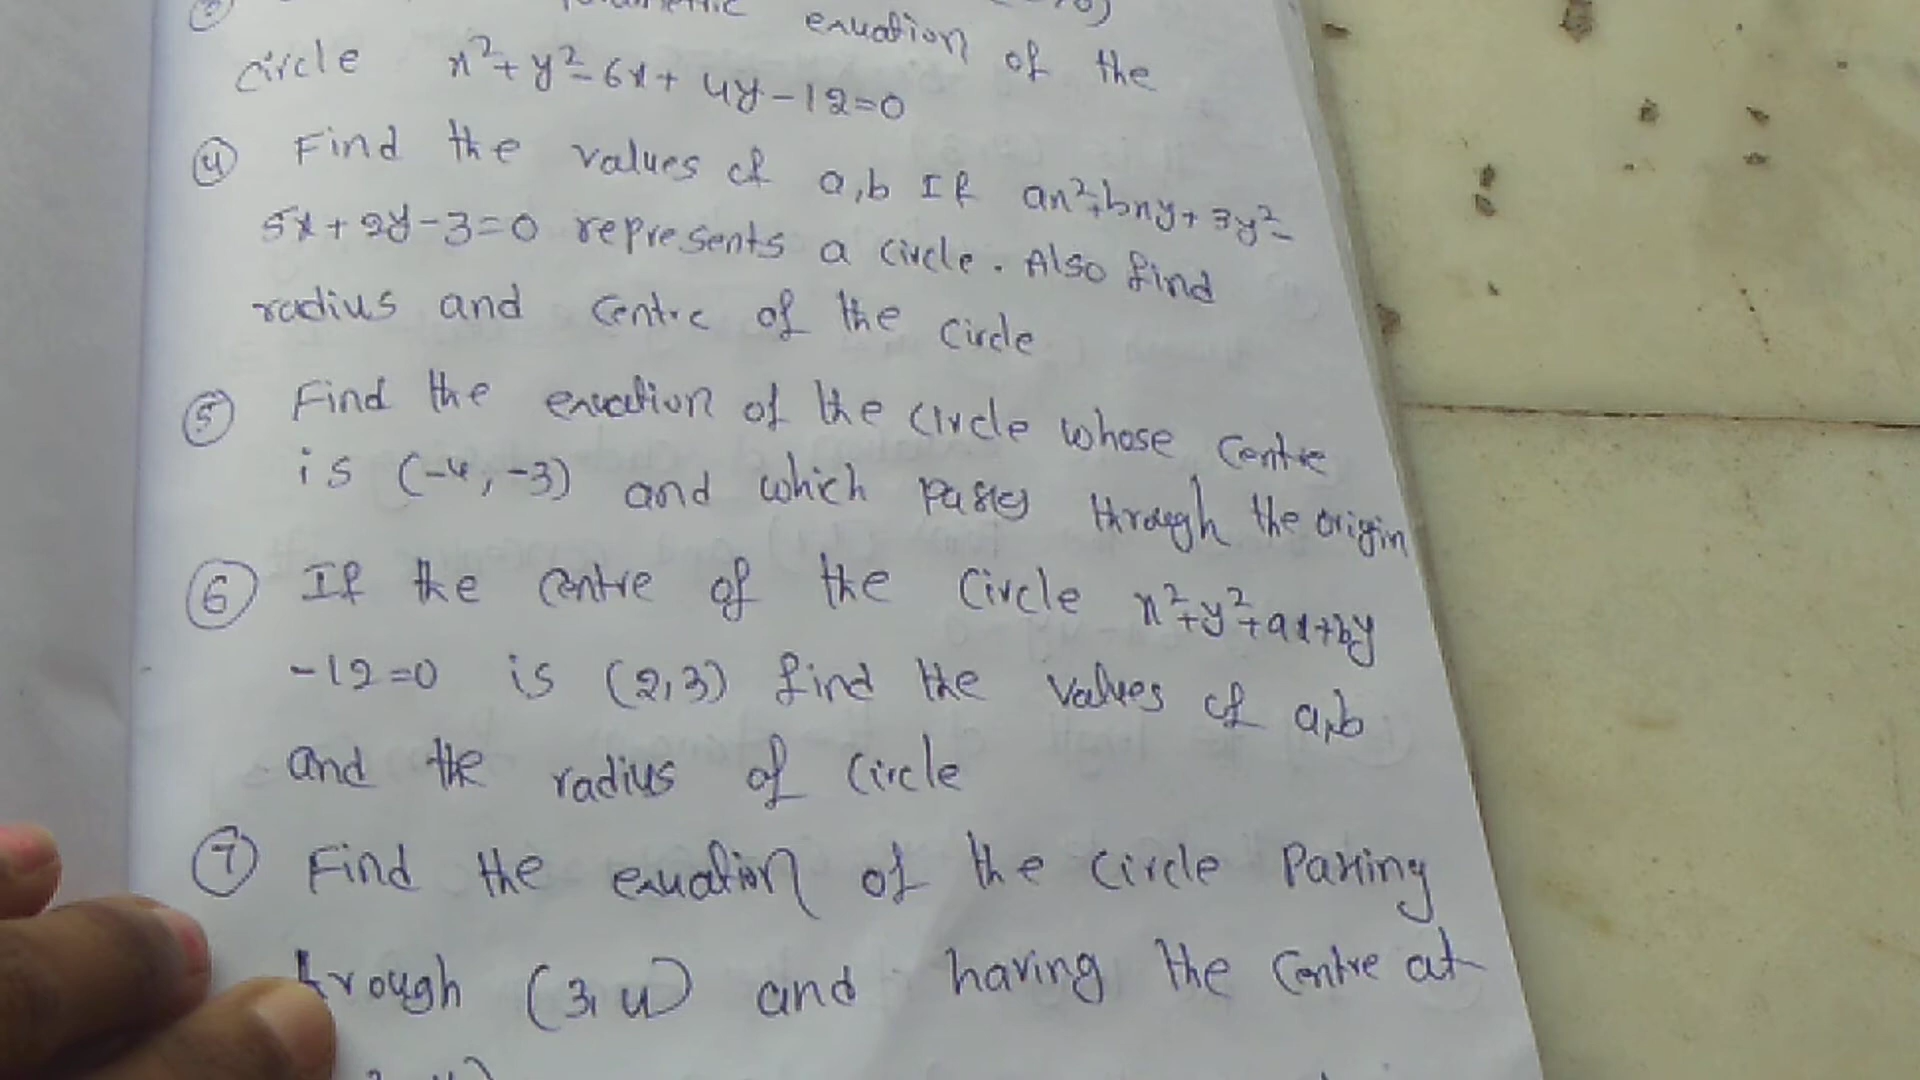 equation of the
circle x²+y²-6x+4y-12=0
④ Find the values of a,b If ax²+bxy+3y²-
5x+2y-3=0 represents a circle. Also find
radius and centre of the circle
⑤ Find the equation of the circle whose centre
is (-4,-3) and which passes through the origin
⑥ If the centre of the circle x²+y²+ax+by
-12=0 is (2,3) find the values of a,b
and the radius of circle
⑦ Find the equation of the circle passing
through (3,4) and having the centre at